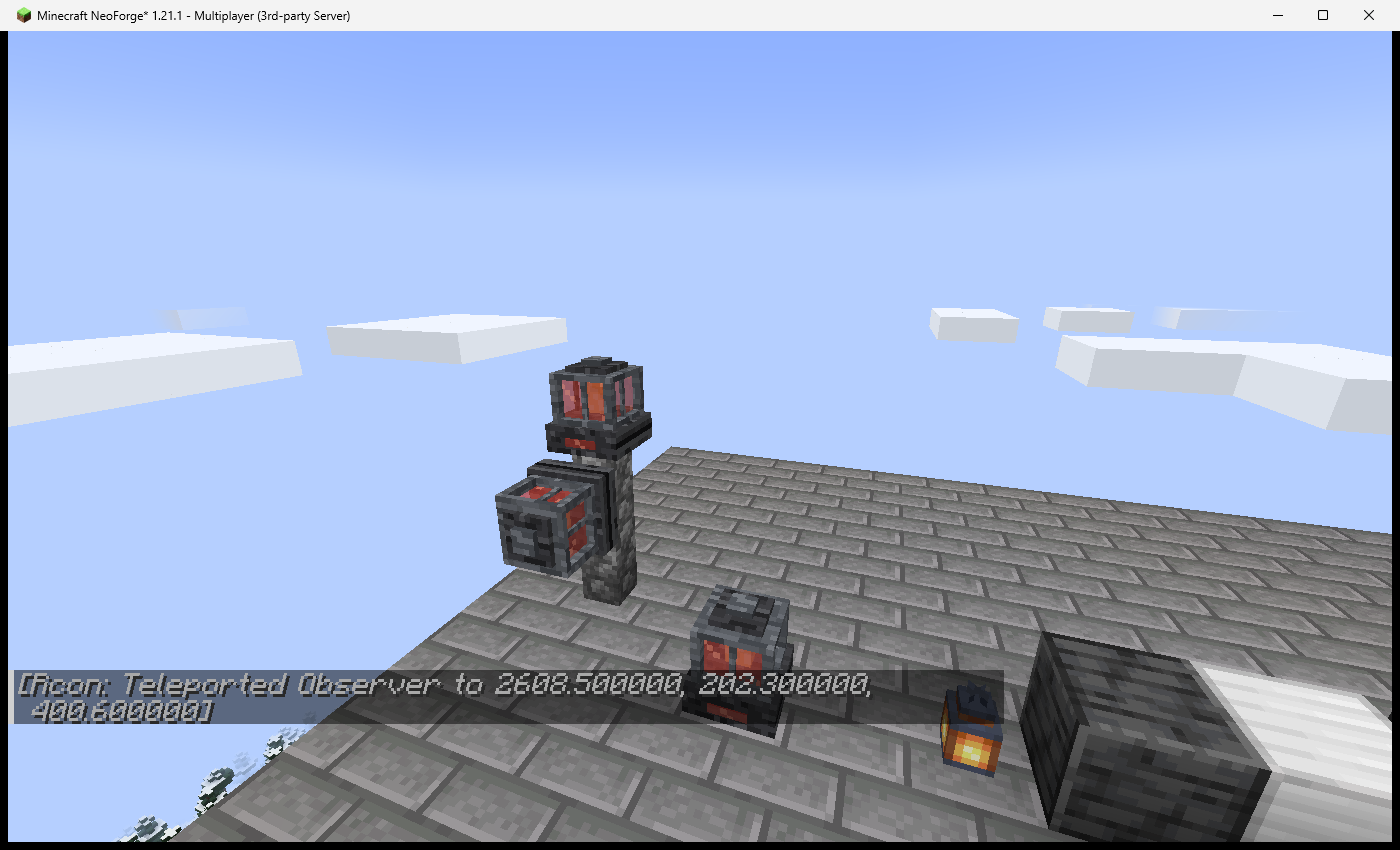 Minecraft NeoForge* 1.21.1 - Multiplayer (3rd-party Server)
[Rcon: Teleported Observer to 2608.500000, 202.300000,
400.600000]